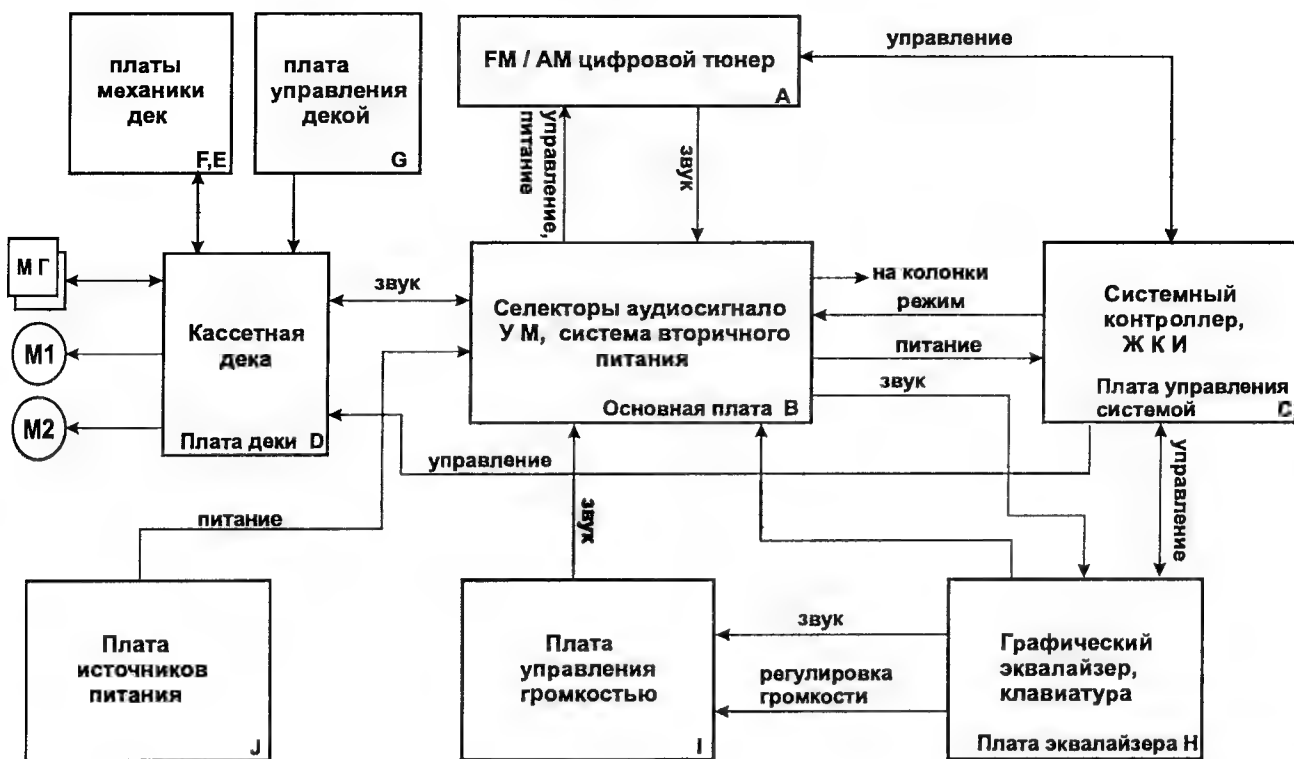 платы
механики
дек
F,E
плата
управления
декой
G
FM / AM цифровой тюнер
A
управление
управление,
питание
звук
М Г
М1
М2
Кассетная
дека
Плата деки D
звук
Селекторы аудиосигнало
У М, система вторичного
питания
Основная плата B
на колонки
режим
питание
звук
Системный
контроллер,
Ж К И
Плата управления
системой C
управление
питание
звук
управление
Плата
источников
питания
J
Плата
управления
громкостью
I
звук
регулировка
громкости
Графический
эквалайзер,
клавиатура
Плата эквалайзера H